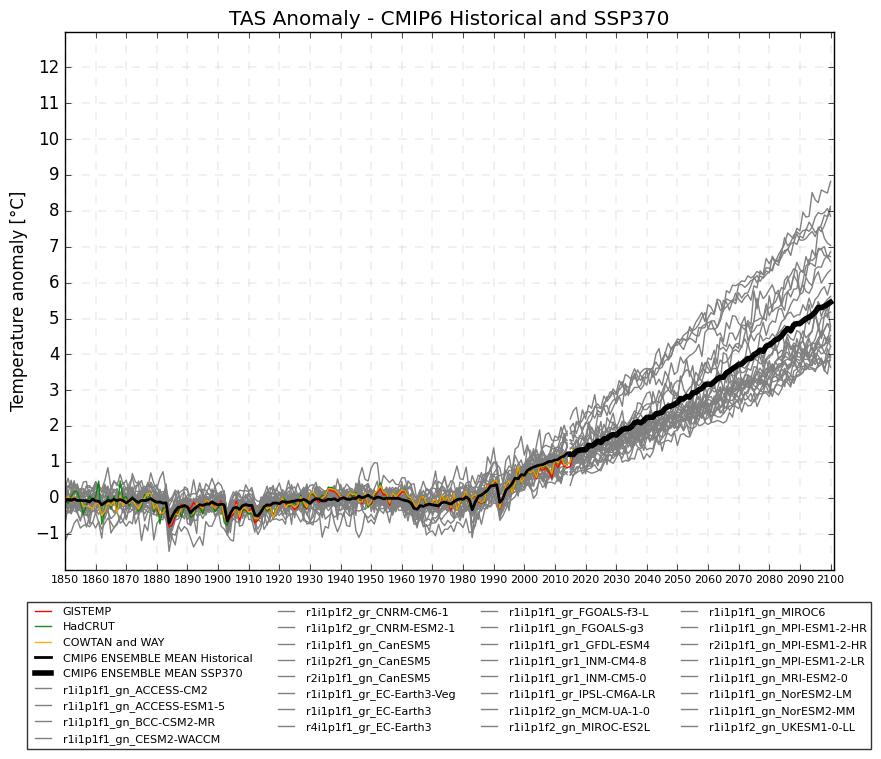 TAS Anomaly - CMIP6 Historical and SSP370
Temperature anomaly [°C]
12
11
10
9
8
7
6
5
4
3
2
1
0
−1
1850 1860 1870 1880 1890 1900 1910 1920 1930 1940 1950 1960 1970 1980 1990 2000 2010 2020 2030 2040 2050 2060 2070 2080 2090 2100
GISTEMP
HadCRUT
COWTAN and WAY
CMIP6 ENSEMBLE MEAN Historical
CMIP6 ENSEMBLE MEAN SSP370
r1i1p1f1_gn_ACCESS-CM2
r1i1p1f1_gn_ACCESS-ESM1-5
r1i1p1f1_gn_BCC-CSM2-MR
r1i1p1f1_gn_CESM2-WACCM
r1i1p1f2_gr_CNRM-CM6-1
r1i1p1f2_gr_CNRM-ESM2-1
r1i1p1f1_gn_CanESM5
r1i1p2f1_gn_CanESM5
r2i1p1f1_gn_CanESM5
r1i1p1f1_gr_EC-Earth3-Veg
r1i1p1f1_gr_EC-Earth3
r4i1p1f1_gr_EC-Earth3
r1i1p1f1_gr_FGOALS-f3-L
r1i1p1f1_gn_FGOALS-g3
r1i1p1f1_gr1_GFDL-ESM4
r1i1p1f1_gr1_INM-CM4-8
r1i1p1f1_gr1_INM-CM5-0
r1i1p1f1_gr_IPSL-CM6A-LR
r1i1p1f2_gn_MCM-UA-1-0
r1i1p1f2_gn_MIROC-ES2L
r1i1p1f1_gn_MIROC6
r1i1p1f1_gn_MPI-ESM1-2-HR
r2i1p1f1_gn_MPI-ESM1-2-HR
r1i1p1f1_gn_MPI-ESM1-2-LR
r1i1p1f1_gn_MRI-ESM2-0
r1i1p1f1_gn_NorESM2-LM
r1i1p1f1_gn_NorESM2-MM
r1i1p1f2_gn_UKESM1-0-LL